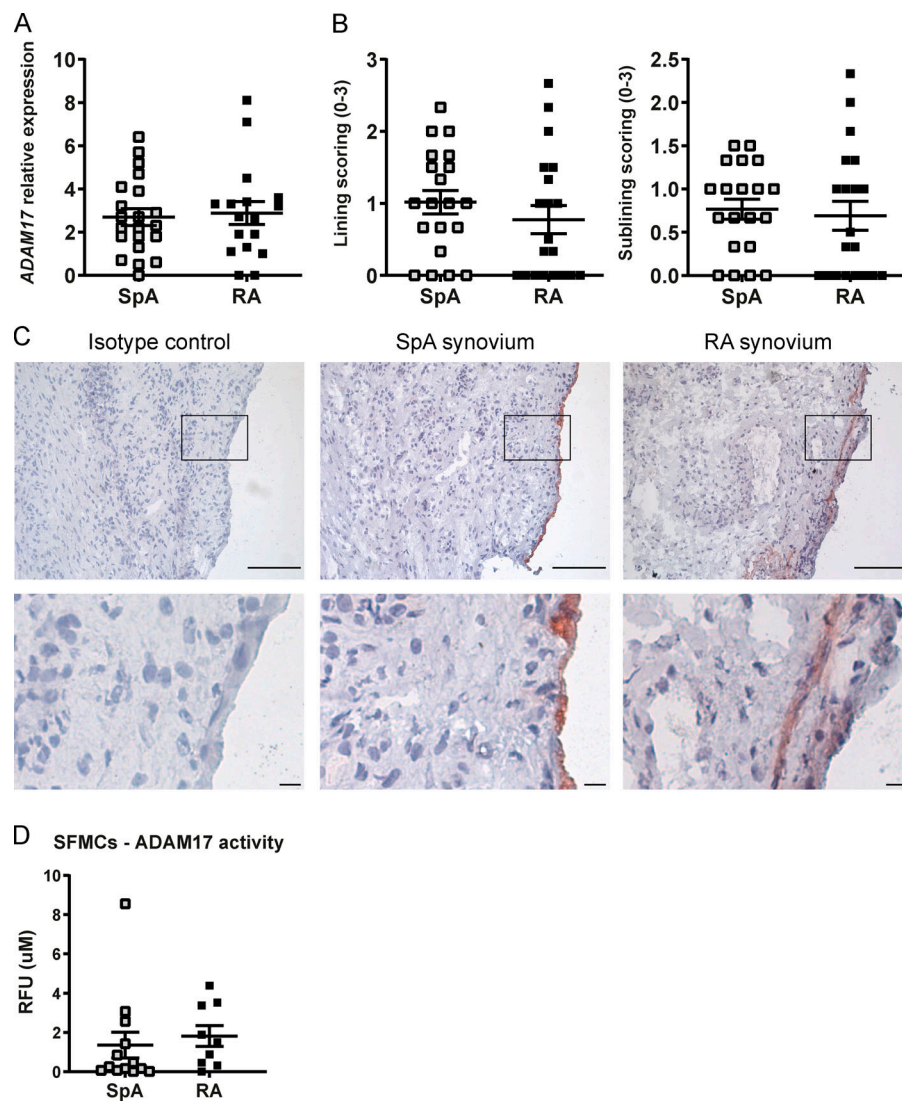 A
ADAM17 relative expression
10
8
6
4
2
0
SpA
RA
B
Lining scoring (0-3)
3
2
1
0
SpA
RA
Sublining scoring (0-3)
2.5
2.0
1.5
1.0
0.5
0.0
SpA
RA
C
Isotype control
SpA synovium
RA synovium
D
SFMCs - ADAM17 activity
RFU (uM)
10
8
6
4
2
0
SpA
RA